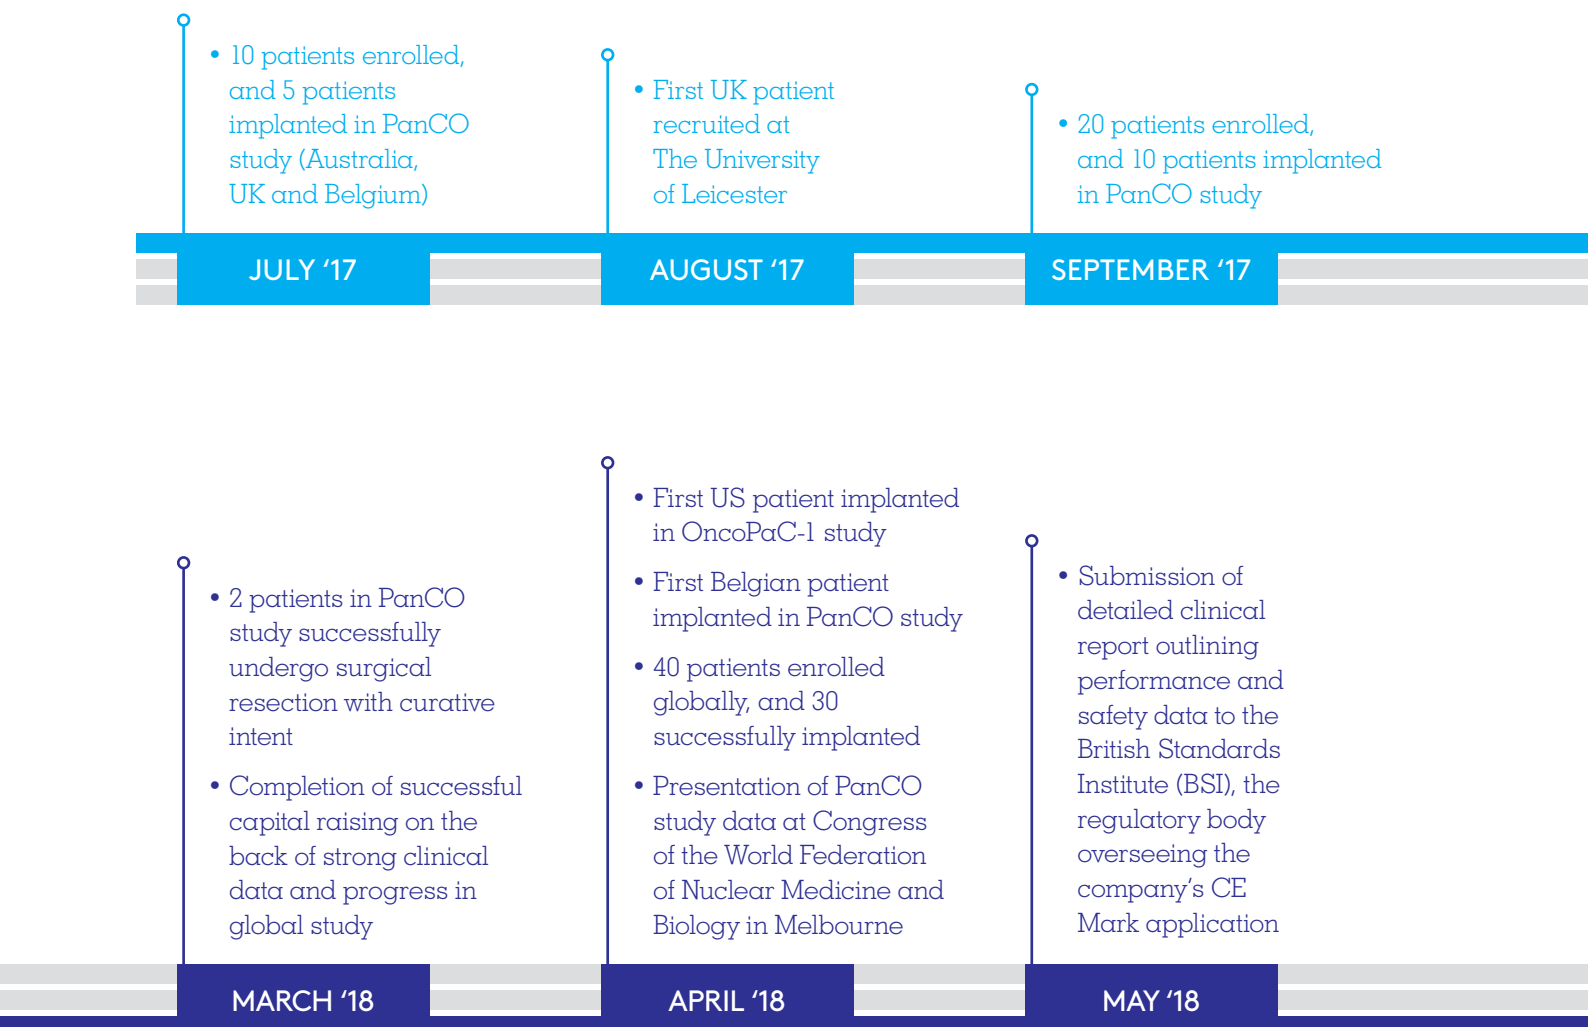 • 10 patients enrolled,
and 5 patients
implanted in PanCO
study (Australia,
UK and Belgium)
JULY ‘17
• First UK patient
recruited at
The University
of Leicester
AUGUST ‘17
• 20 patients enrolled,
and 10 patients implanted
in PanCO study
SEPTEMBER ‘17
• 2 patients in PanCO
study successfully
undergo surgical
resection with curative
intent
• Completion of successful
capital raising on the
back of strong clinical
data and progress in
global study
MARCH ‘18
• First US patient implanted
in OncoPaC-1 study
• First Belgian patient
implanted in PanCO study
• 40 patients enrolled
globally, and 30
successfully implanted
• Presentation of PanCO
study data at Congress
of the World Federation
of Nuclear Medicine and
Biology in Melbourne
APRIL ‘18
• Submission of
detailed clinical
report outlining
performance and
safety data to the
British Standards
Institute (BSI), the
regulatory body
overseeing the
company’s CE
Mark application
MAY ‘18